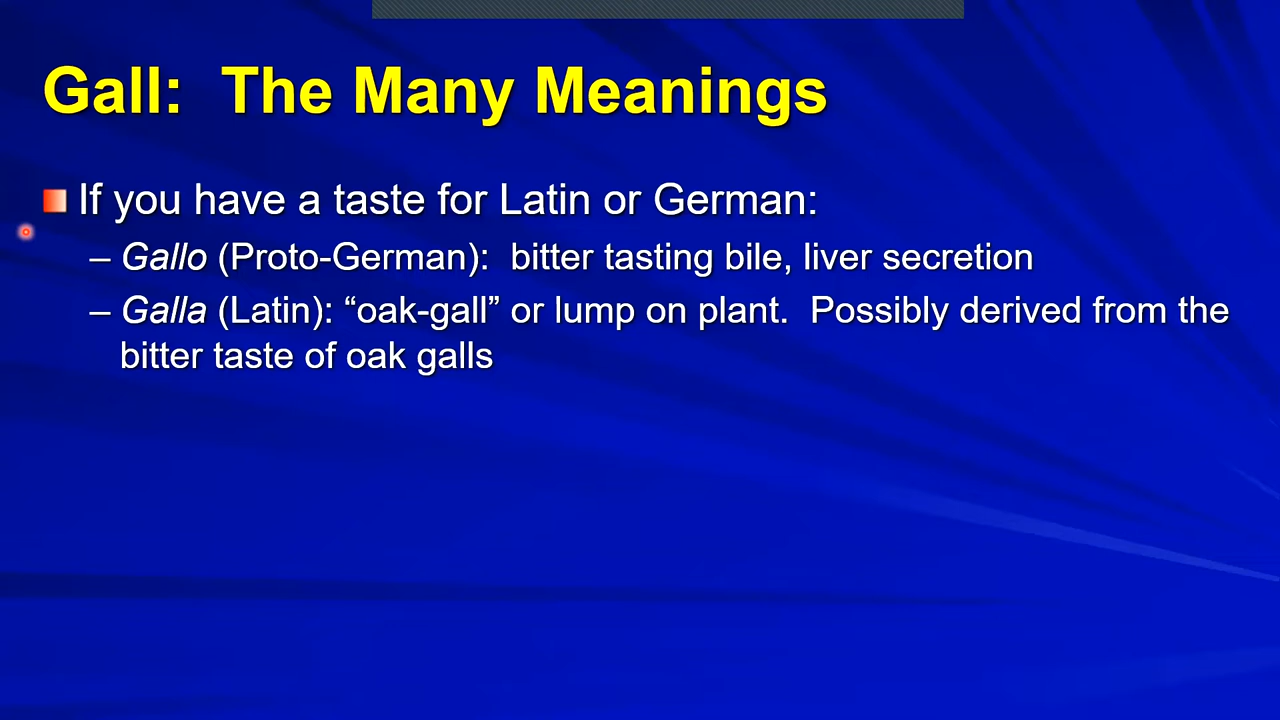 Gall:  The Many Meanings
If you have a taste for Latin or German:
– Gallo (Proto-German):  bitter tasting bile, liver secretion
– Galla (Latin): “oak-gall” or lump on plant.  Possibly derived from the
bitter taste of oak galls